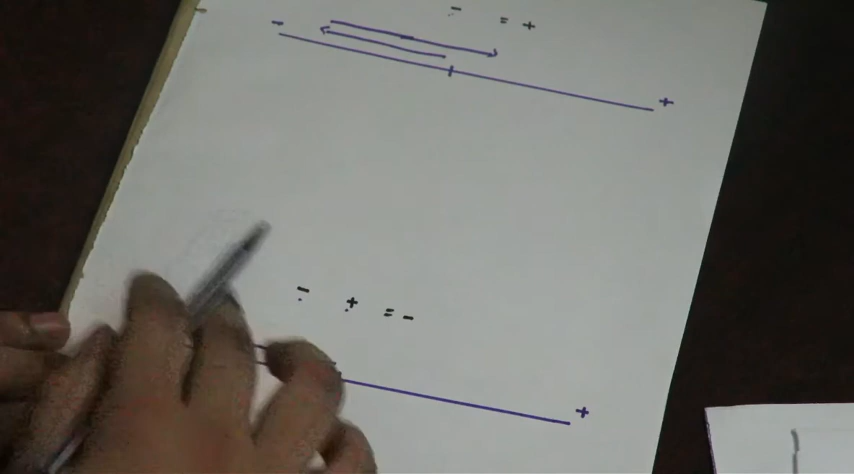 - = +
- +
- + = -
+